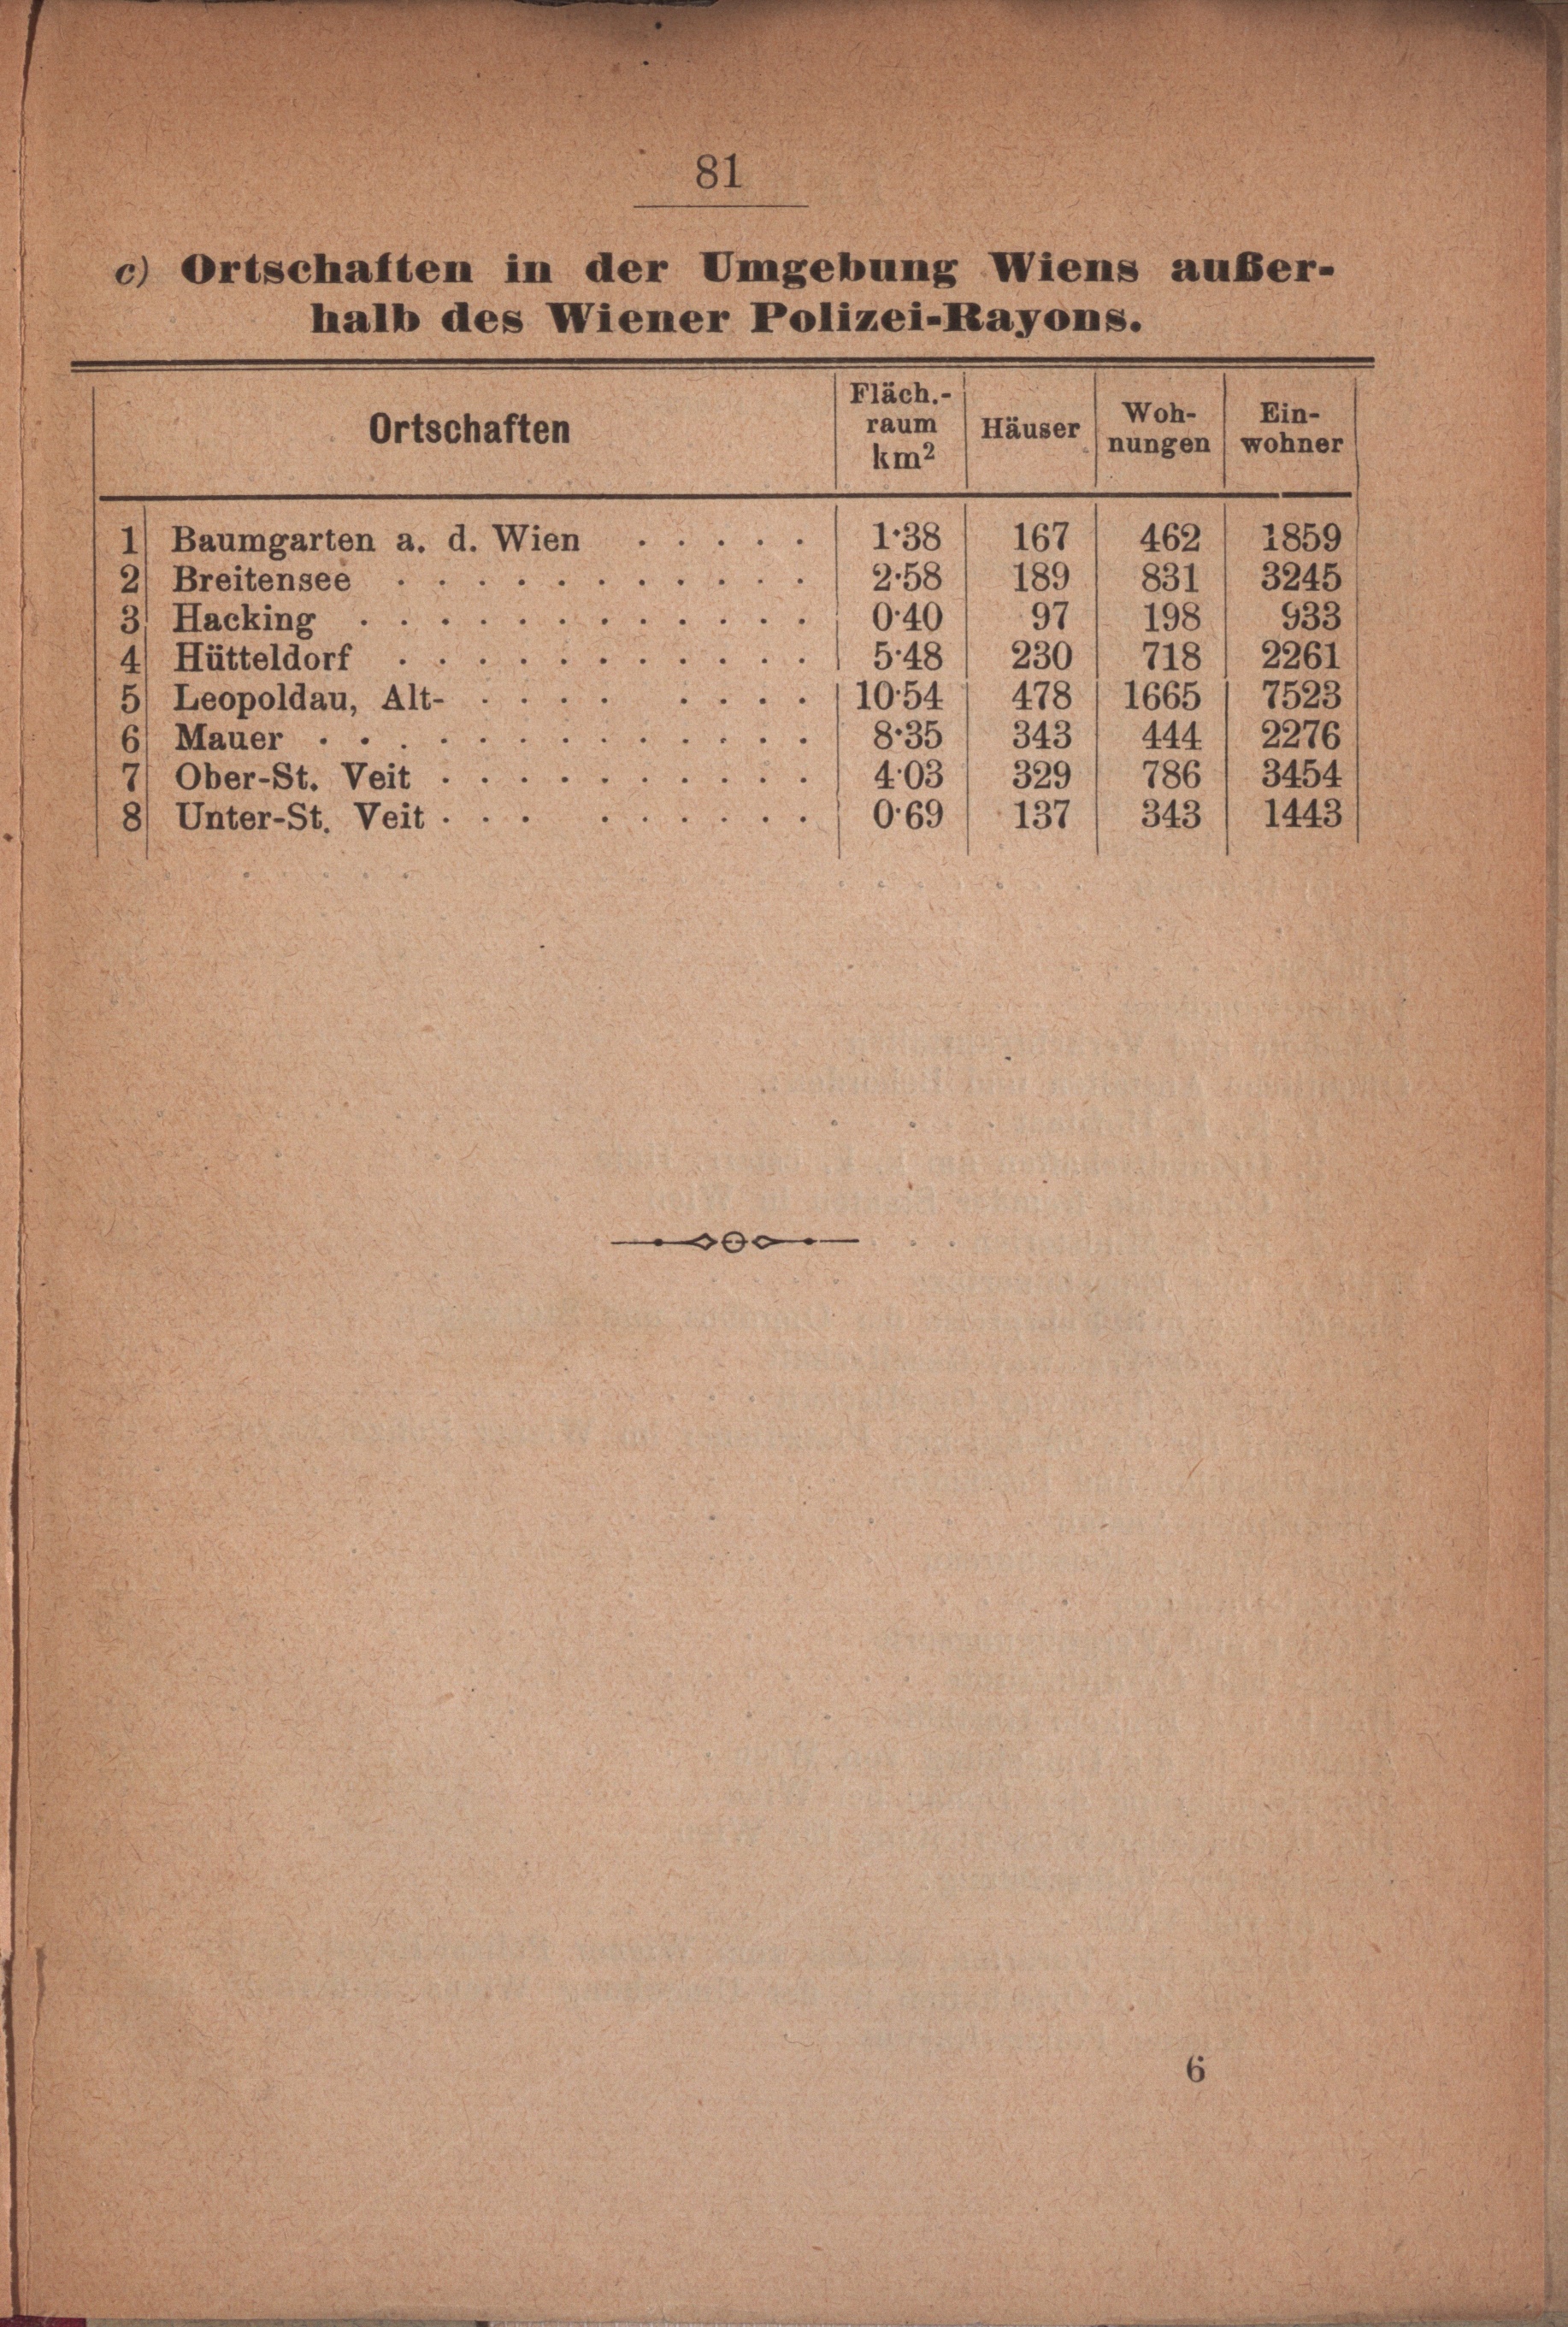 81
c) Ortschaften in der Umgebung Wiens außer-
halb des Wiener Polizei-Rayons.
Ortschaften | Fläch.-raum km² | Häuser | Woh-nungen | Ein-wohner
1 Baumgarten a. d. Wien . . . . . 1·38 167 462 1859
2 Breitensee . . . . . . . . . . . 2·58 189 831 3245
3 Hacking . . . . . . . . . . . . 0·40 97 198 933
4 Hütteldorf . . . . . . . . . . . 5·48 230 718 2261
5 Leopoldau, Alt- . . . . . . . . 10·54 478 1665 7523
6 Mauer . . . . . . . . . . . . . 8·35 343 444 2276
7 Ober-St. Veit . . . . . . . . . . 4·03 329 786 3454
8 Unter-St. Veit . . . . . . . . . 0·69 137 343 1443
6